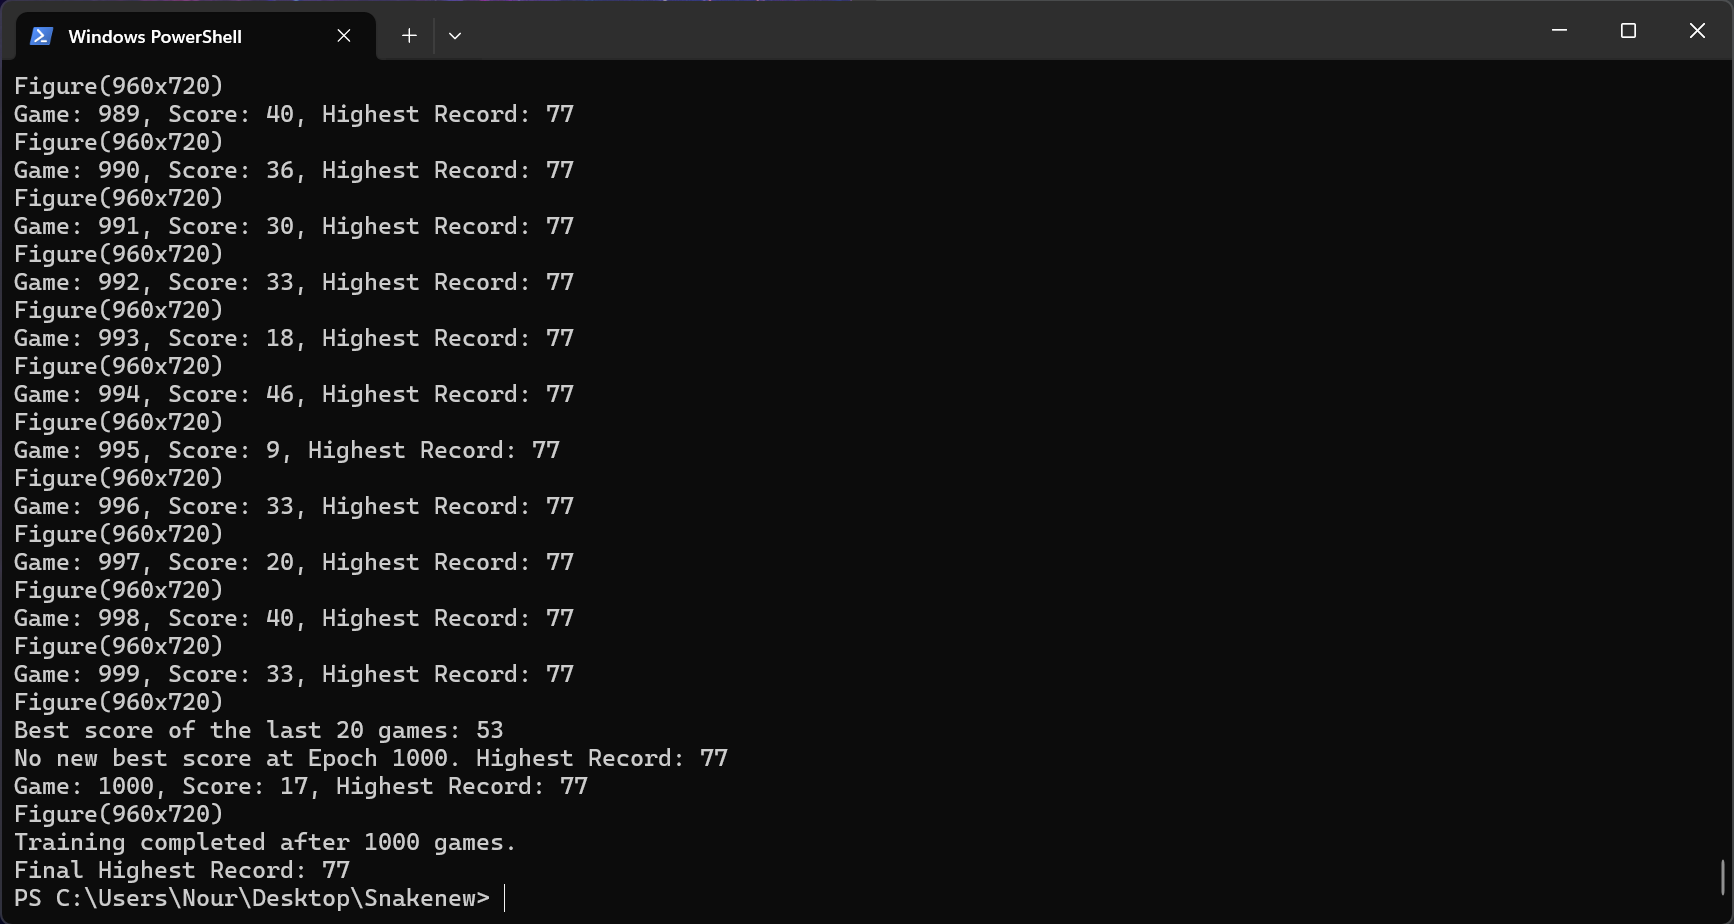 Windows PowerShell
Figure(960x720)
Game: 989, Score: 40, Highest Record: 77
Figure(960x720)
Game: 990, Score: 36, Highest Record: 77
Figure(960x720)
Game: 991, Score: 30, Highest Record: 77
Figure(960x720)
Game: 992, Score: 33, Highest Record: 77
Figure(960x720)
Game: 993, Score: 18, Highest Record: 77
Figure(960x720)
Game: 994, Score: 46, Highest Record: 77
Figure(960x720)
Game: 995, Score: 9, Highest Record: 77
Figure(960x720)
Game: 996, Score: 33, Highest Record: 77
Figure(960x720)
Game: 997, Score: 20, Highest Record: 77
Figure(960x720)
Game: 998, Score: 40, Highest Record: 77
Figure(960x720)
Game: 999, Score: 33, Highest Record: 77
Figure(960x720)
Best score of the last 20 games: 53
No new best score at Epoch 1000. Highest Record: 77
Game: 1000, Score: 17, Highest Record: 77
Figure(960x720)
Training completed after 1000 games.
Final Highest Record: 77
PS C:\Users\Nour\Desktop\Snakenew>